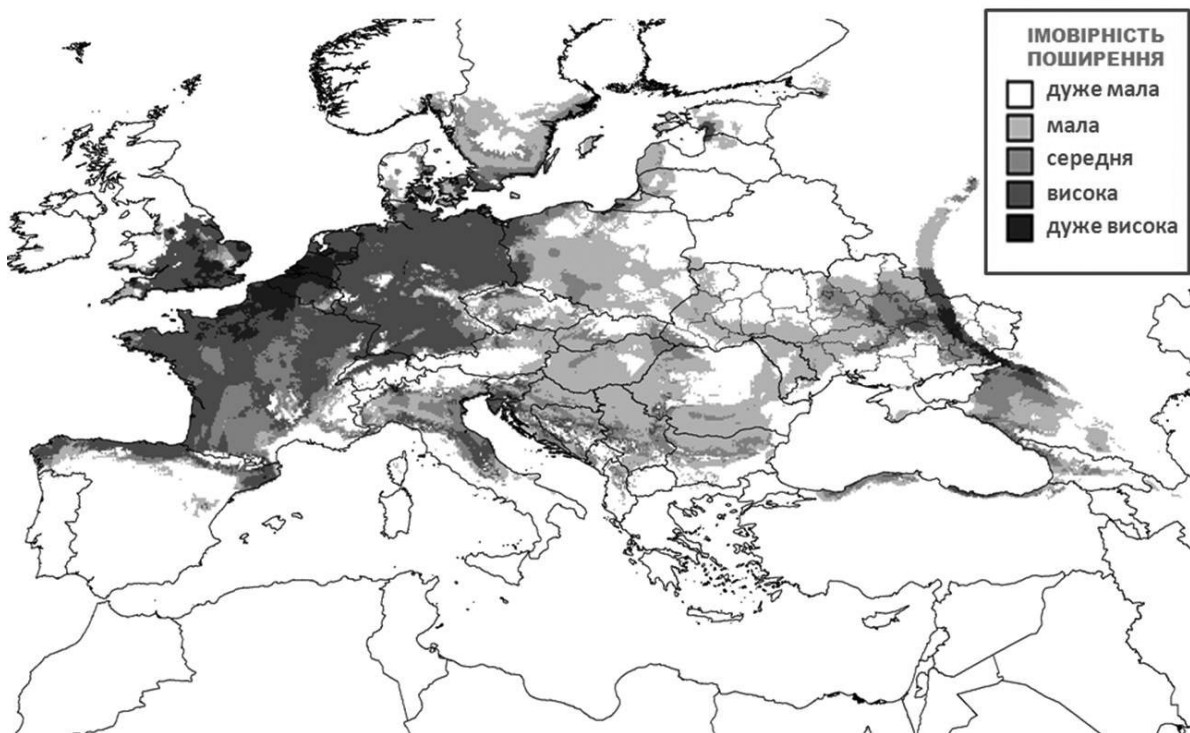 ІМОВІРНІСТЬ
ПОШИРЕННЯ
дуже мала
мала
середня
висока
дуже висока